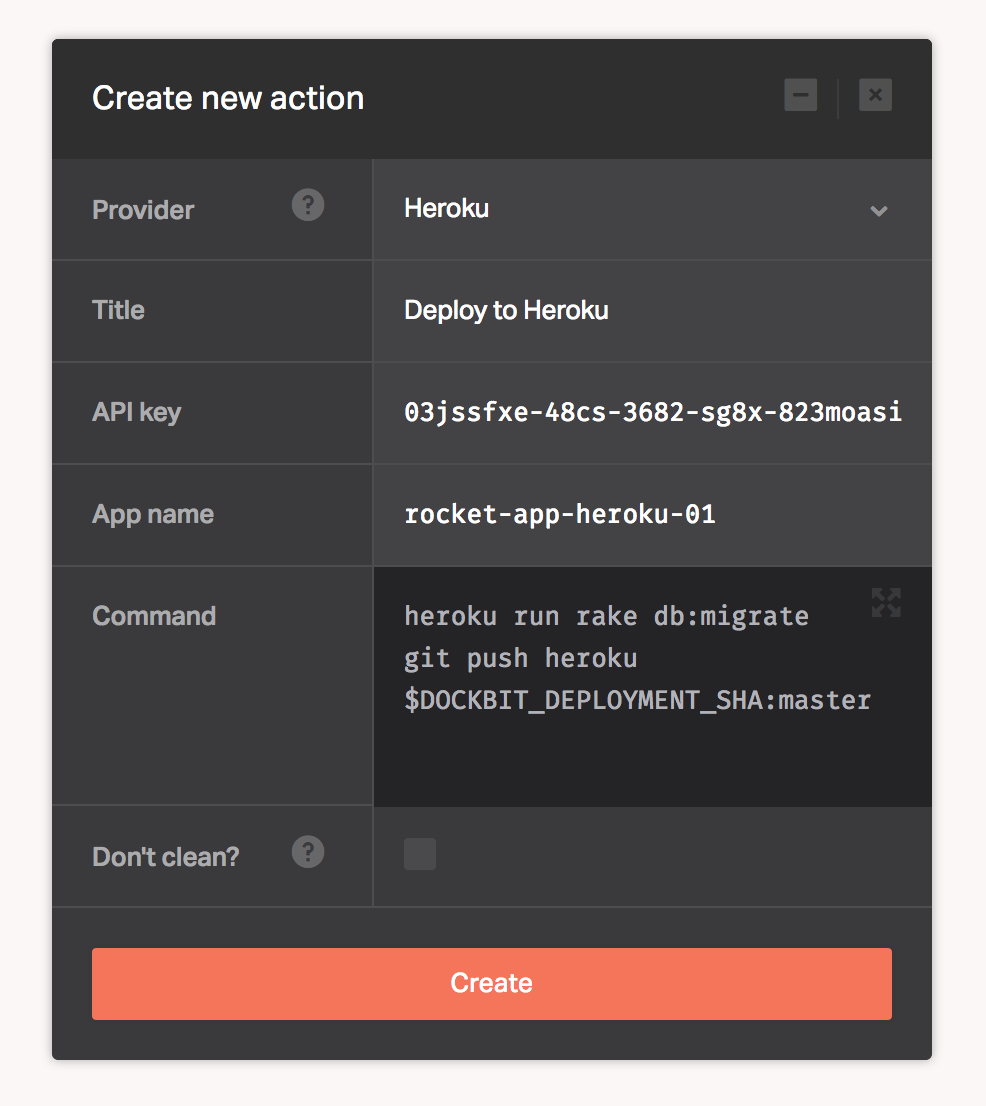 Create new action
Provider ?
Heroku
Title
Deploy to Heroku
API key
03jssfxe-48cs-3682-sg8x-823moasi
App name
rocket-app-heroku-01
Command
heroku run rake db:migrate
git push heroku
$DOCKBIT_DEPLOYMENT_SHA:master
Don't clean? ?
Create